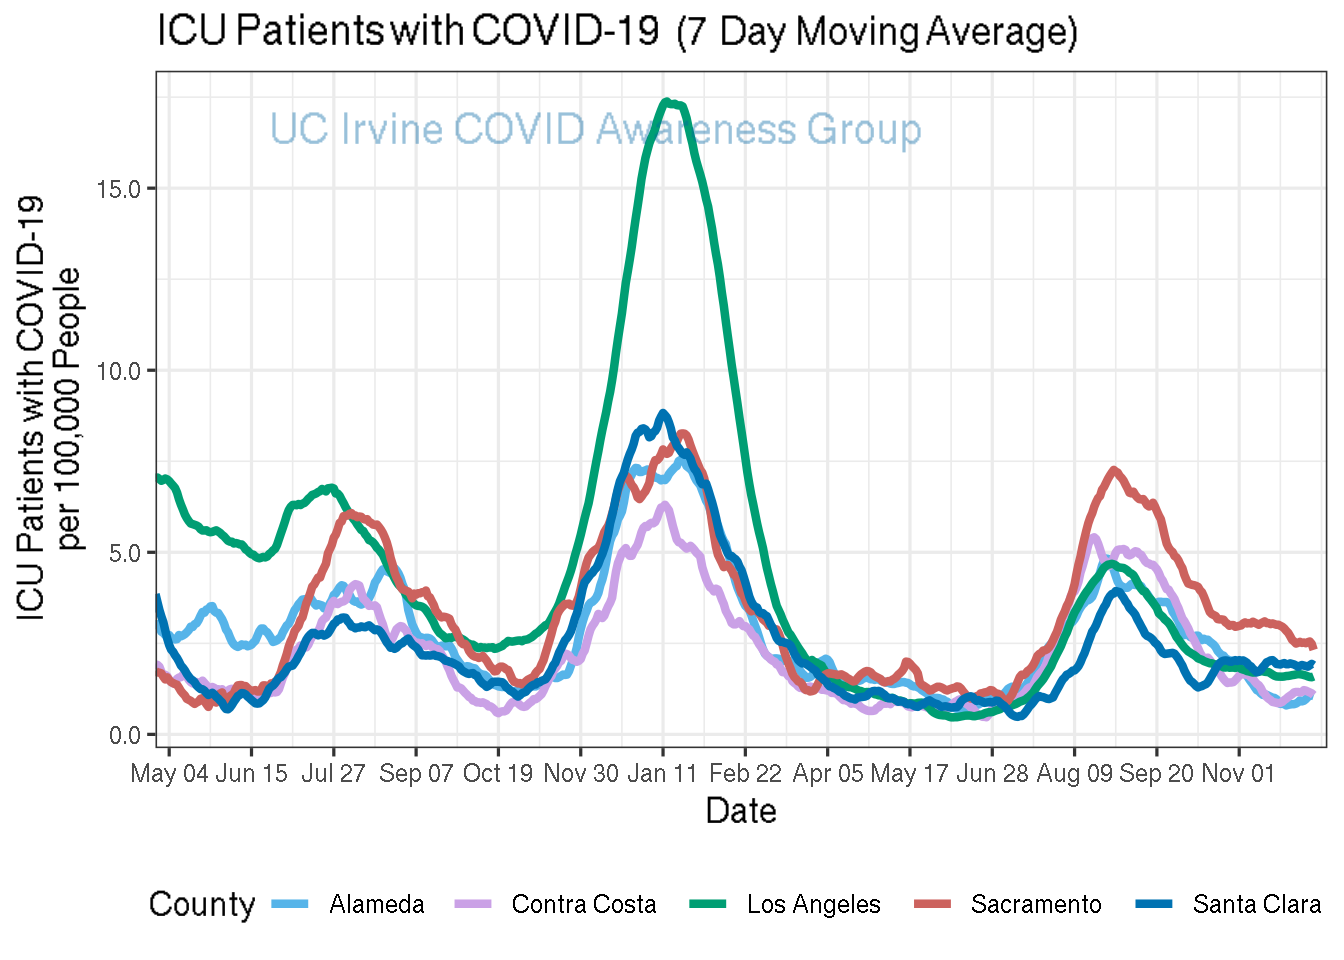 ICU Patients with COVID-19 (7 Day Moving Average)
UC Irvine COVID Awareness Group
ICU Patients with COVID-19
per 100,000 People
15.0
10.0
5.0
0.0
May 04 Jun 15 Jul 27 Sep 07 Oct 19 Nov 30 Jan 11 Feb 22 Apr 05 May 17 Jun 28 Aug 09 Sep 20 Nov 01
Date
County Alameda Contra Costa Los Angeles Sacramento Santa Clara